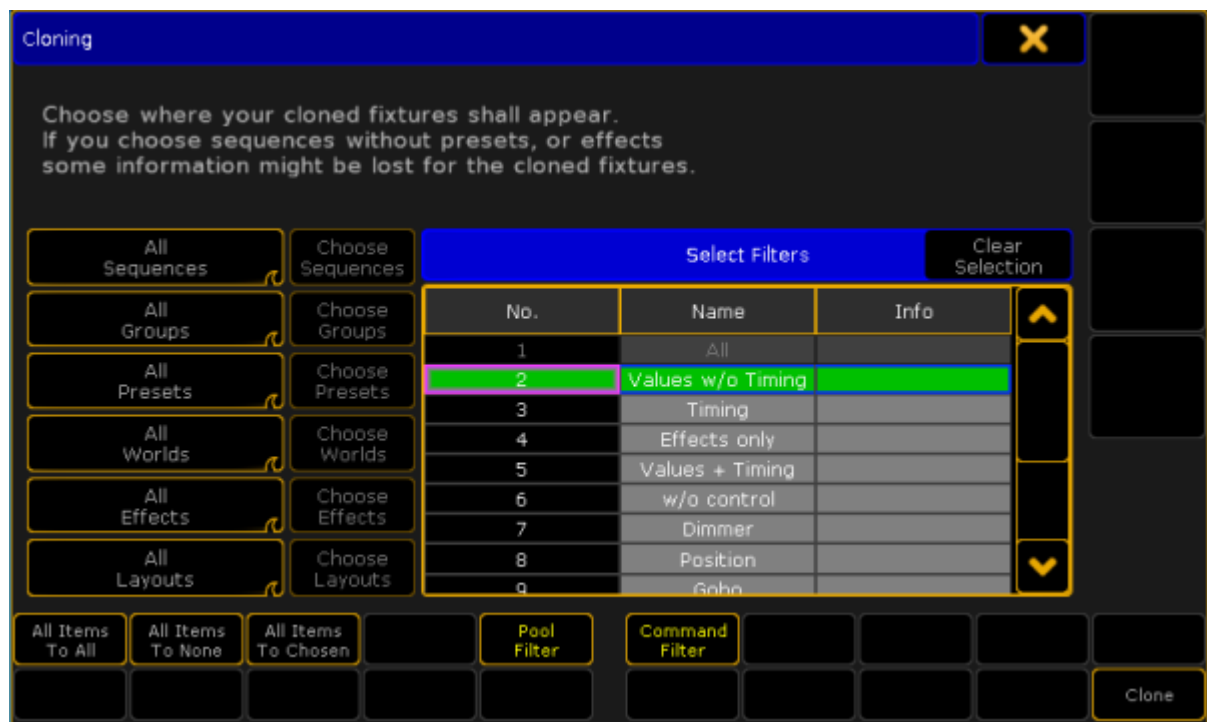 Cloning
Choose where your cloned fixtures shall appear.
If you choose sequences without presets, or effects
some information might be lost for the cloned fixtures.
All Sequences
Choose Sequences
Select Filters
Clear Selection
All Groups
Choose Groups
No. Name Info
1 All
All Presets
Choose Presets
2 Values w/o Timing
3 Timing
All Worlds
Choose Worlds
4 Effects only
5 Values + Timing
All Effects
Choose Effects
6 w/o control
7 Dimmer
All Layouts
Choose Layouts
8 Position
9 Gobo
All Items To All
All Items To None
All Items To Chosen
Pool Filter
Command Filter
Clone